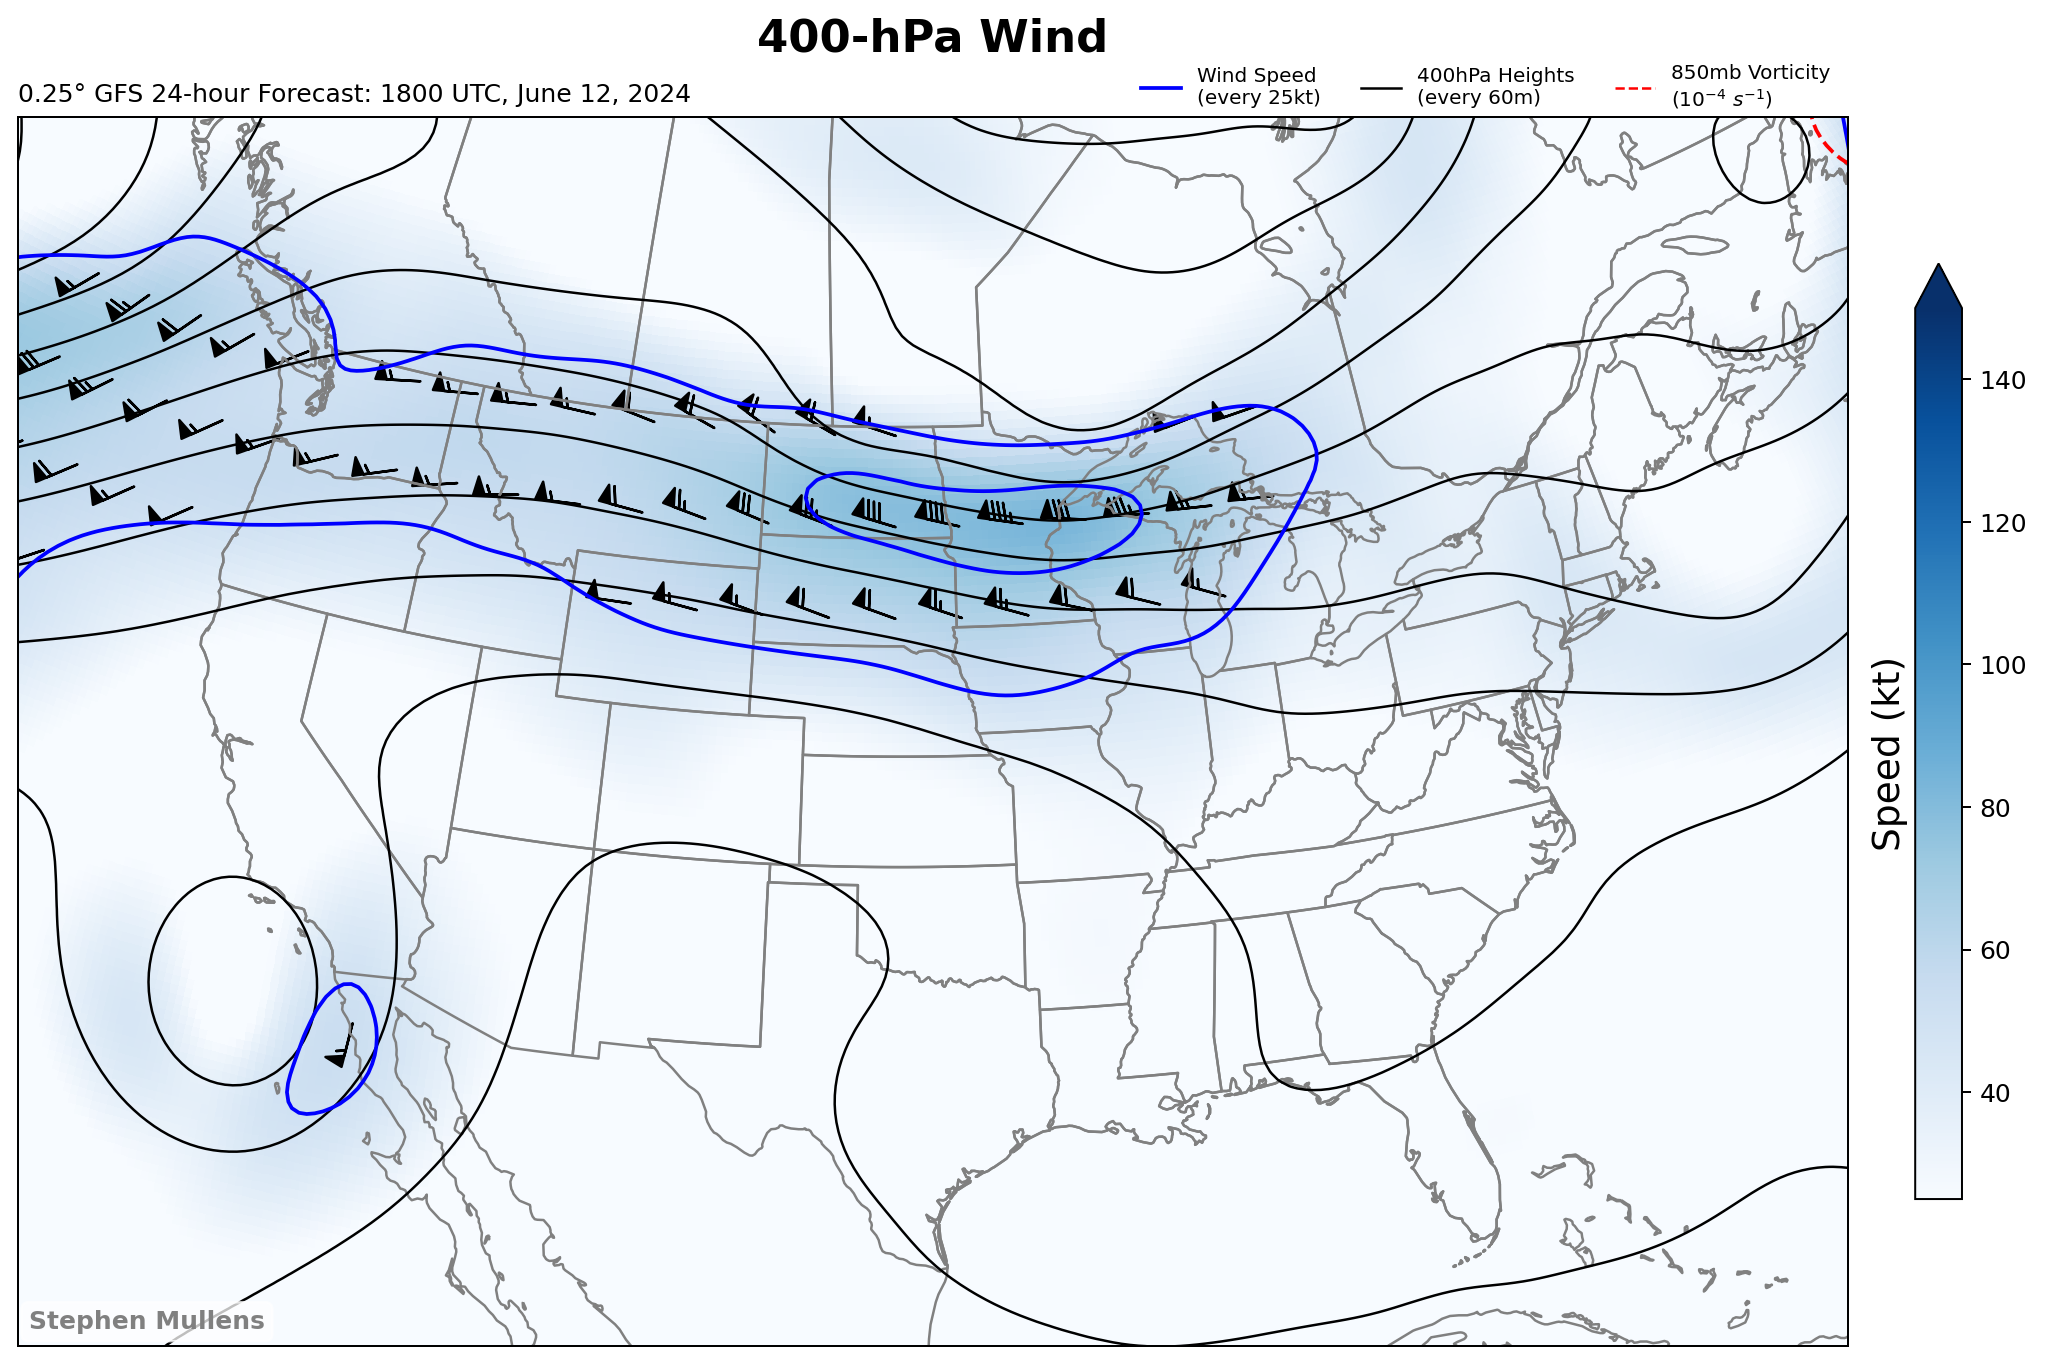 400-hPa Wind
0.25° GFS 24-hour Forecast: 1800 UTC, June 12, 2024
Wind Speed
(every 25kt)
400hPa Heights
(every 60m)
850mb Vorticity
(10⁻⁴ s⁻¹)
140
120
100
80
60
40
Speed (kt)
Stephen Mullens